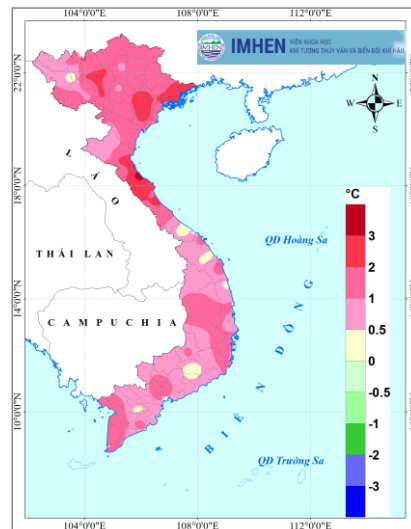 104°0'0"E 108°0'0"E 112°0'0"E
IMHEN
VIỆN KHOA HỌC
KHÍ TƯỢNG THỦY VĂN VÀ BIẾN ĐỔI KHÍ HẬU
22°0'0"N
N
W E
S
18°0'0"N
LÀO
°C
3
2
1
0.5
0
-0.5
-1
-2
-3
QĐ Hoàng Sa
THÁI LAN
14°0'0"N
CAMPUCHIA
BIỂN ĐÔNG
10°0'0"N
QĐ Trường Sa
104°0'0"E 108°0'0"E 112°0'0"E